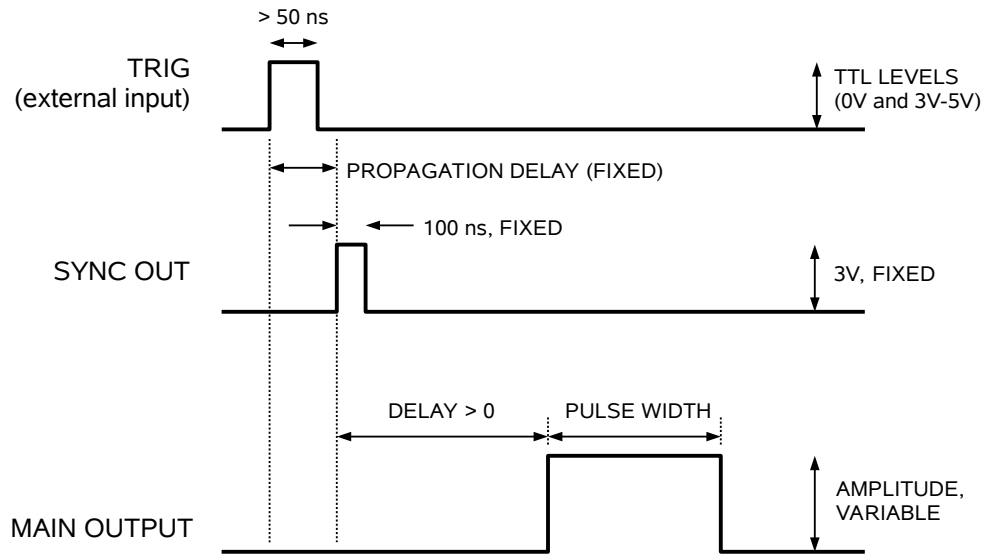 > 50 ns
TRIG
(external input)
TTL LEVELS
(0V and 3V-5V)
PROPAGATION DELAY (FIXED)
100 ns, FIXED
SYNC OUT
3V, FIXED
DELAY > 0
PULSE WIDTH
AMPLITUDE,
VARIABLE
MAIN OUTPUT